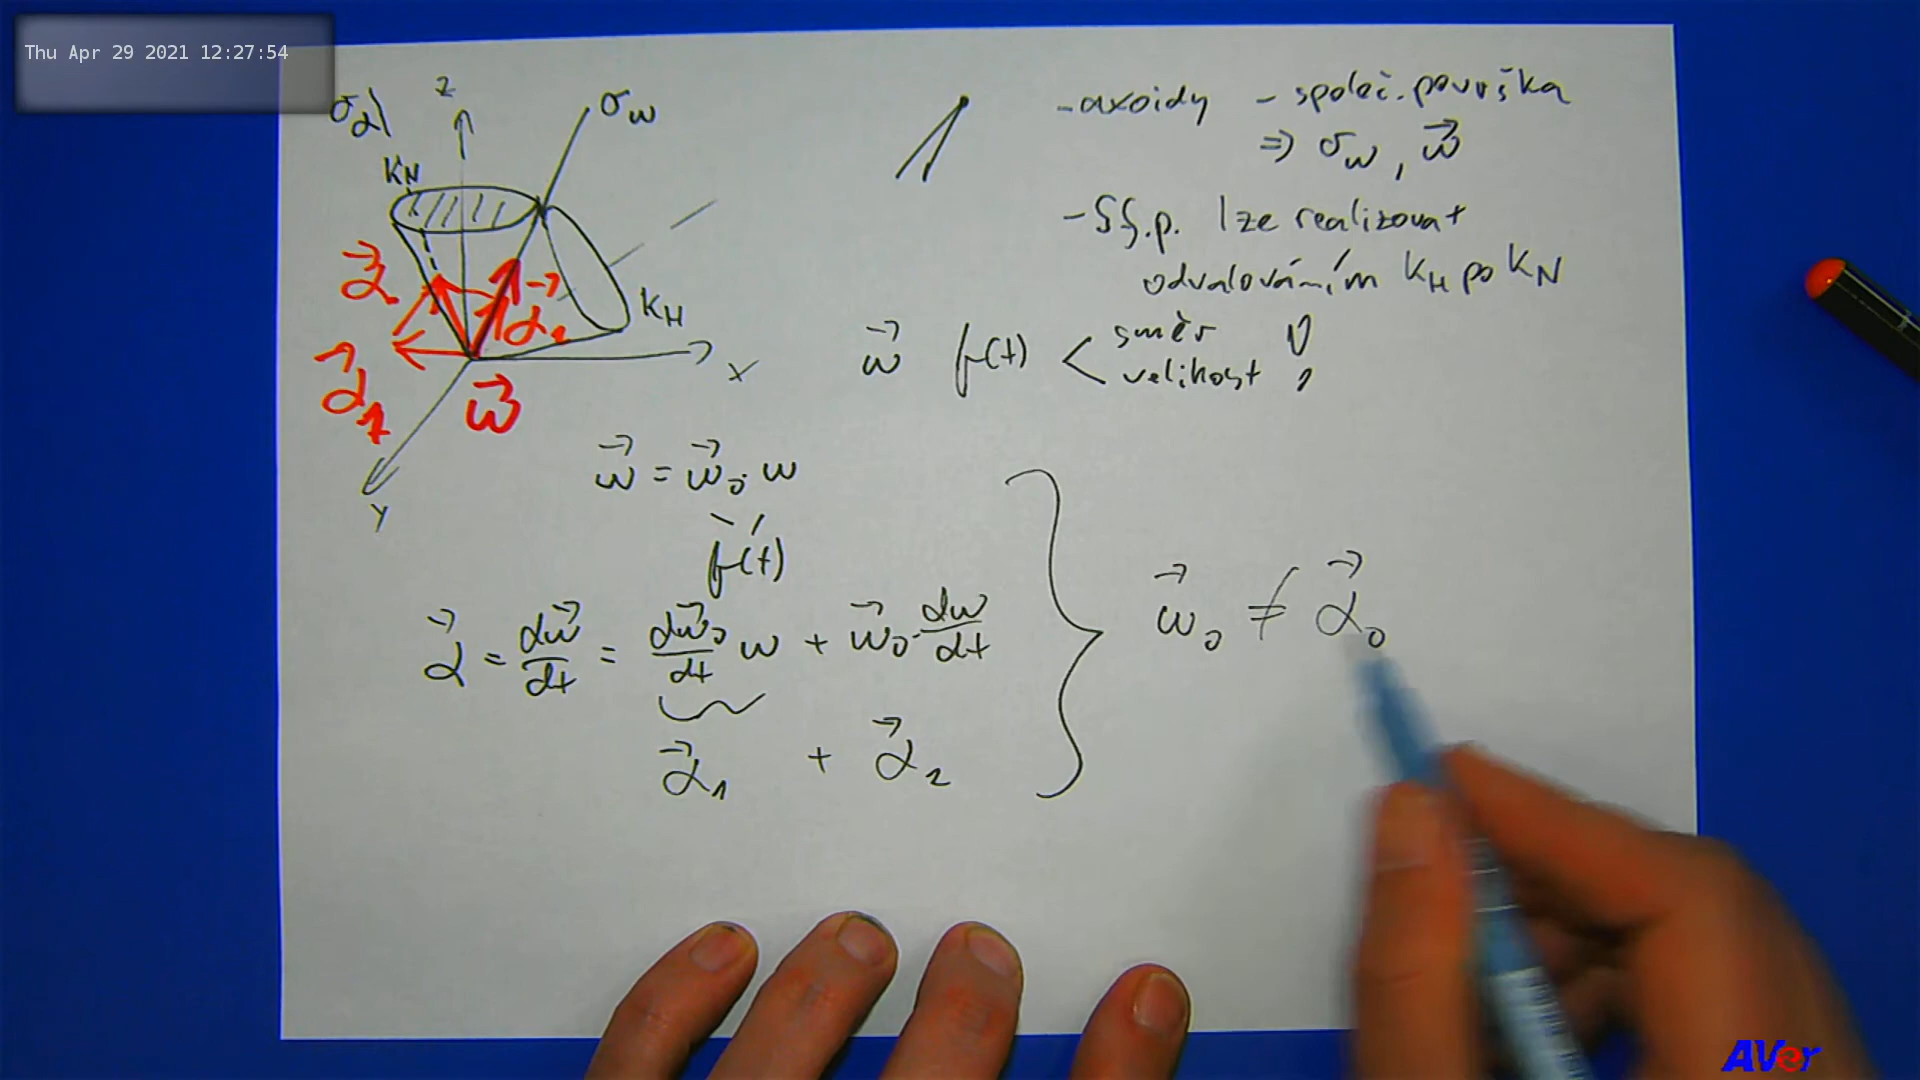 Thu Apr 29 2021 12:27:54
σα\
z
σω
kN
kH
x
y
α⃗
α⃗2
α⃗1
ω⃗
- axoidy - společ. površka
⇒ σω, ω⃗
- Sf.p. lze realizovat
odvalováním kH po kN
ω⃗ f(t) < směr !
velikost !
ω⃗ = ω⃗0 · ω
f(t)
α⃗ = dω⃗/dt = dω⃗0/dt ω + ω⃗0 · dω/dt
α⃗1 + α⃗2
ω⃗0 ≠ α⃗0
AVer